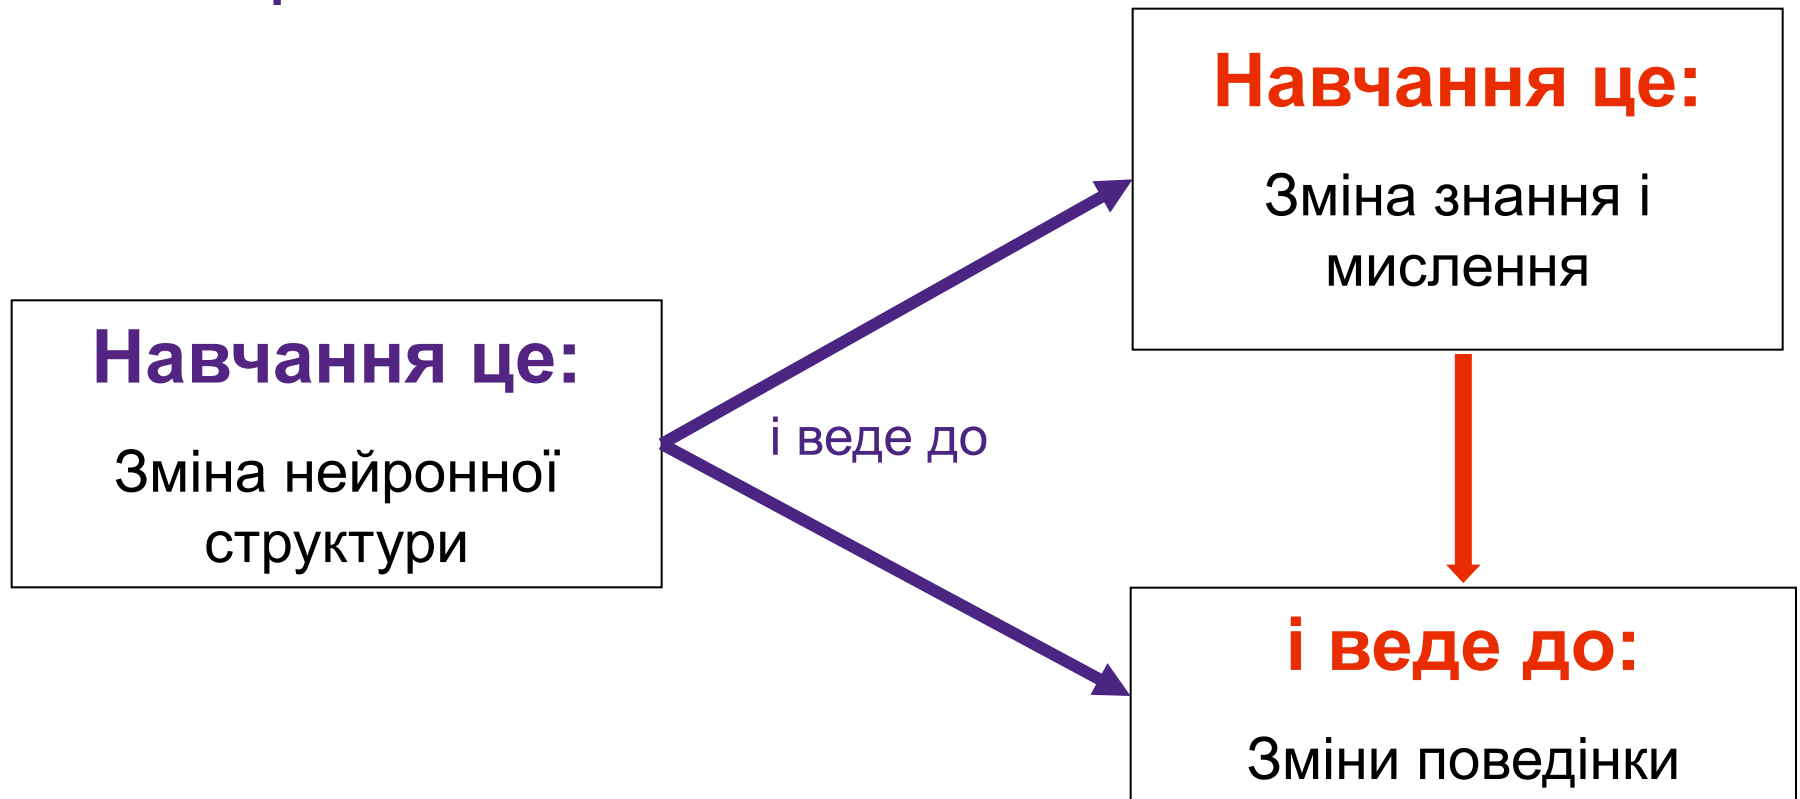 Навчання це:
Зміна знання і
мислення
Навчання це:
Зміна нейронної
структури
і веде до
і веде до:
Зміни поведінки